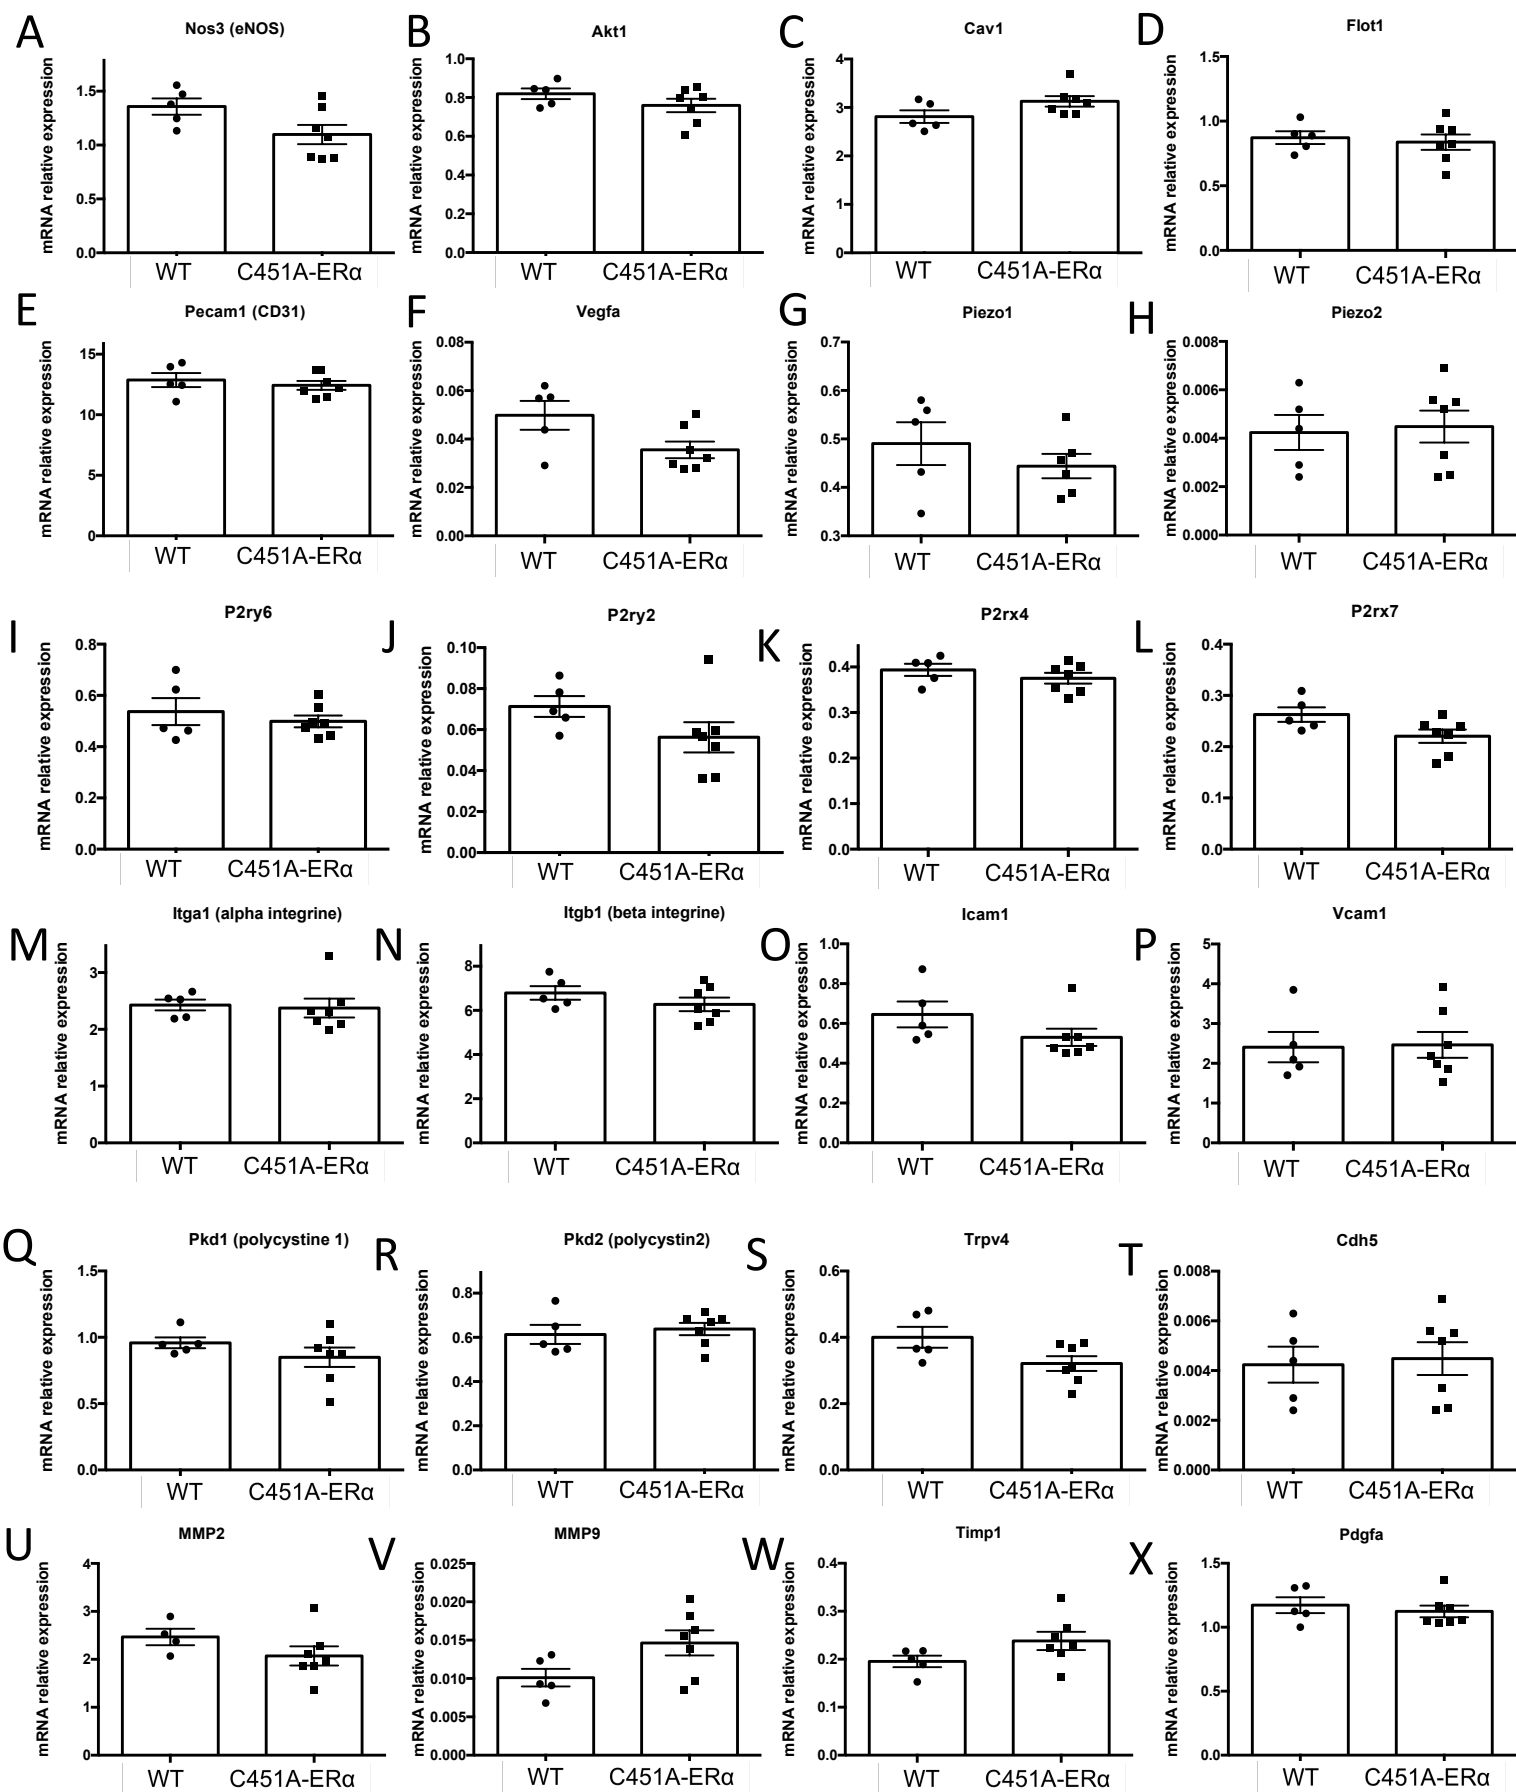 A
Nos3 (eNOS)
mRNA relative expression
1.5
1.0
0.5
0.0
WT C451A-ERα
B
Akt1
mRNA relative expression
1.0
0.8
0.6
0.4
0.2
0.0
WT C451A-ERα
C
Cav1
mRNA relative expression
4
3
2
1
0
WT C451A-ERα
D
Flot1
mRNA relative expression
1.5
1.0
0.5
0.0
WT C451A-ERα
E
Pecam1 (CD31)
mRNA relative expression
15
10
5
0
WT C451A-ERα
F
Vegfa
mRNA relative expression
0.08
0.06
0.04
0.02
0.00
WT C451A-ERα
G
Piezo1
mRNA relative expression
0.7
0.6
0.5
0.4
0.3
WT C451A-ERα
H
Piezo2
mRNA relative expression
0.008
0.006
0.004
0.002
0.000
WT C451A-ERα
I
P2ry6
mRNA relative expression
0.8
0.6
0.4
0.2
0.0
WT C451A-ERα
J
P2ry2
mRNA relative expression
0.10
0.08
0.06
0.04
0.02
0.00
WT C451A-ERα
K
P2rx4
mRNA relative expression
0.4
0.3
0.2
0.1
0.0
WT C451A-ERα
L
P2rx7
mRNA relative expression
0.4
0.3
0.2
0.1
0.0
WT C451A-ERα
M
Itga1 (alpha integrine)
mRNA relative expression
3
2
1
0
WT C451A-ERα
N
Itgb1 (beta integrine)
mRNA relative expression
8
6
4
2
0
WT C451A-ERα
O
Icam1
mRNA relative expression
1.0
0.8
0.6
0.4
0.2
0.0
WT C451A-ERα
P
Vcam1
mRNA relative expression
5
4
3
2
1
0
WT C451A-ERα
Q
Pkd1 (polycystine 1)
mRNA relative expression
1.5
1.0
0.5
0.0
WT C451A-ERα
R
Pkd2 (polycystin2)
mRNA relative expression
0.8
0.6
0.4
0.2
0.0
WT C451A-ERα
S
Trpv4
mRNA relative expression
0.6
0.4
0.2
0.0
WT C451A-ERα
T
Cdh5
mRNA relative expression
0.008
0.006
0.004
0.002
0.000
WT C451A-ERα
U
MMP2
mRNA relative expression
4
3
2
1
0
WT C451A-ERα
V
MMP9
mRNA relative expression
0.025
0.020
0.015
0.010
0.005
0.000
WT C451A-ERα
W
Timp1
mRNA relative expression
0.4
0.3
0.2
0.1
0.0
WT C451A-ERα
X
Pdgfa
mRNA relative expression
1.5
1.0
0.5
0.0
WT C451A-ERα